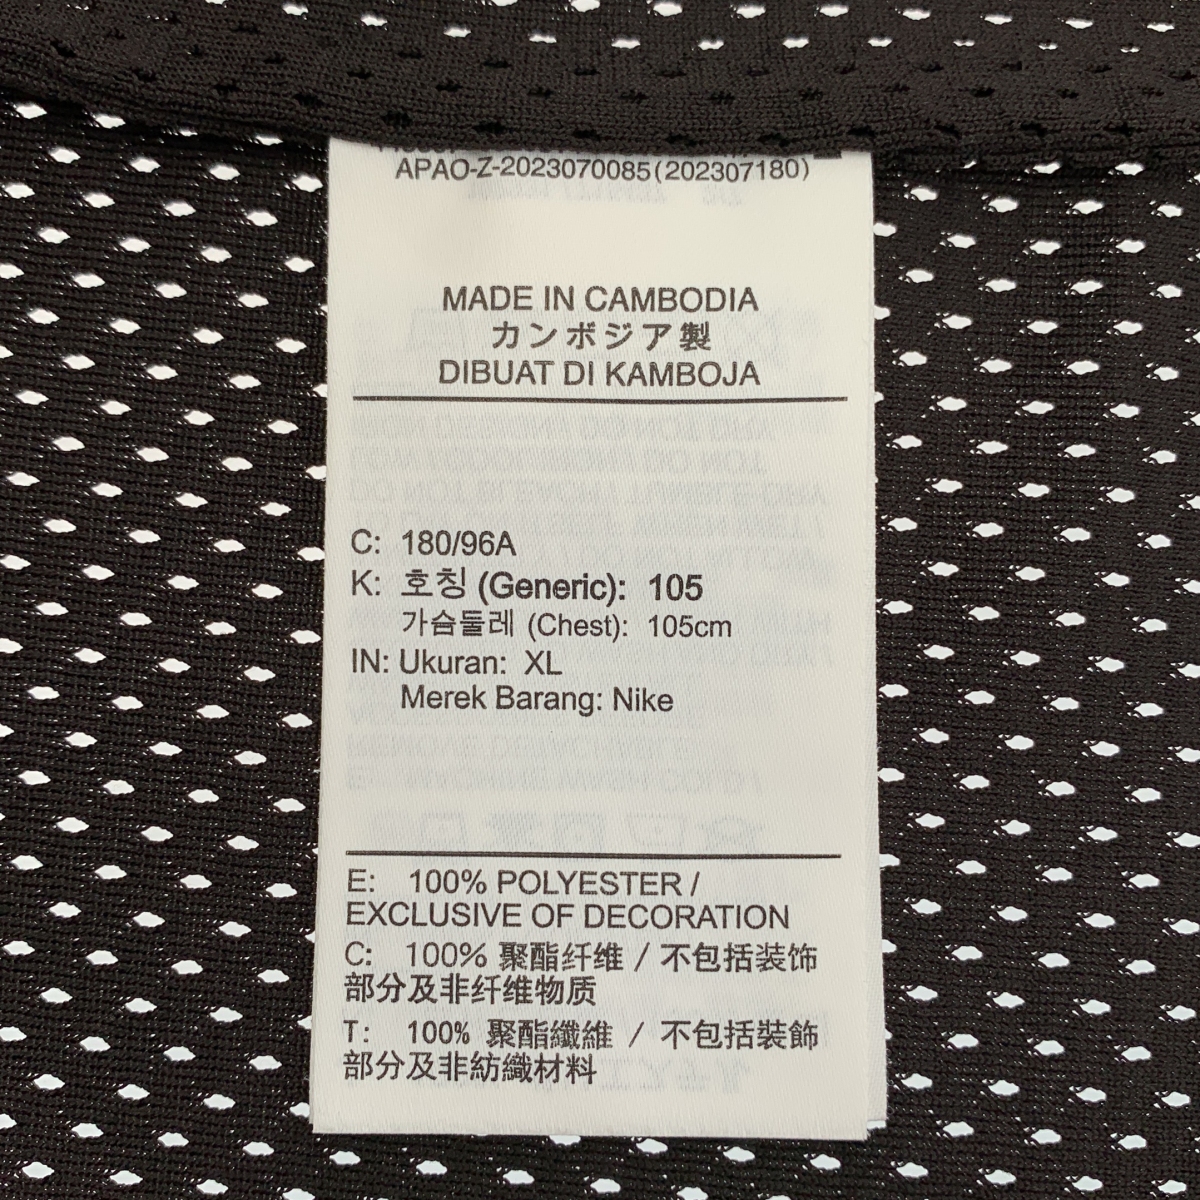 APAO-Z-2023070085(202307180)
MADE IN CAMBODIA
カンボジア製
DIBUAT DI KAMBOJA
C: 180/96A
K: 호칭 (Generic): 105
가슴둘레 (Chest): 105cm
IN: Ukuran: XL
Merek Barang: Nike
E: 100% POLYESTER /
EXCLUSIVE OF DECORATION
C: 100% 聚酯纤维 / 不包括装饰
部分及非纤维物质
T: 100% 聚酯纖維 / 不包括裝飾
部分及非紡織材料